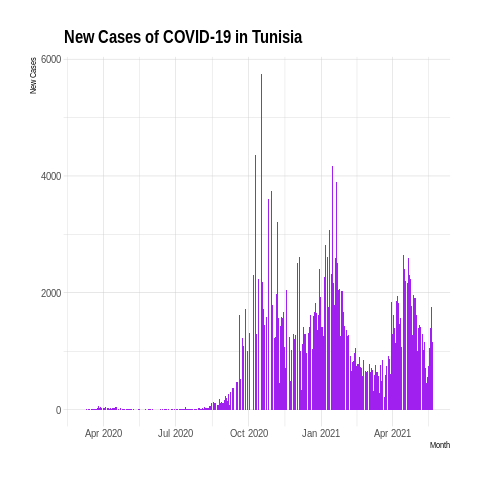 New Cases of COVID-19 in Tunisia
New Cases
6000
4000
2000
0
Apr 2020 Jul 2020 Oct 2020 Jan 2021 Apr 2021
Month